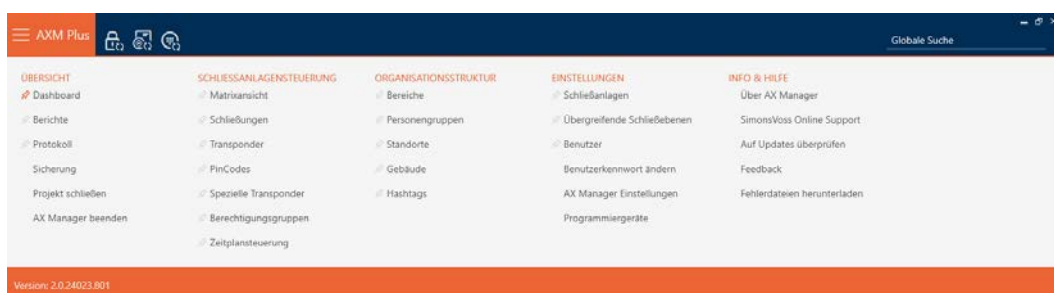 AXM Plus
Globale Suche
ÜBERSICHT
Dashboard
Berichte
Protokoll
Sicherung
Projekt schließen
AX Manager beenden
SCHLIESSANLAGENSTEUERUNG
Matrixansicht
Schließungen
Transponder
PinCodes
Spezielle Transponder
Berechtigungsgruppen
Zeitplansteuerung
ORGANISATIONSSTRUKTUR
Bereiche
Personengruppen
Standorte
Gebäude
Hashtags
EINSTELLUNGEN
Schließanlagen
Übergreifende Schließebenen
Benutzer
Benutzerkennwort ändern
AX Manager Einstellungen
Programmiergeräte
INFO & HILFE
Über AX Manager
SimonsVoss Online Support
Auf Updates überprüfen
Feedback
Fehlerdateien herunterladen
Version: 2.0.24023.801